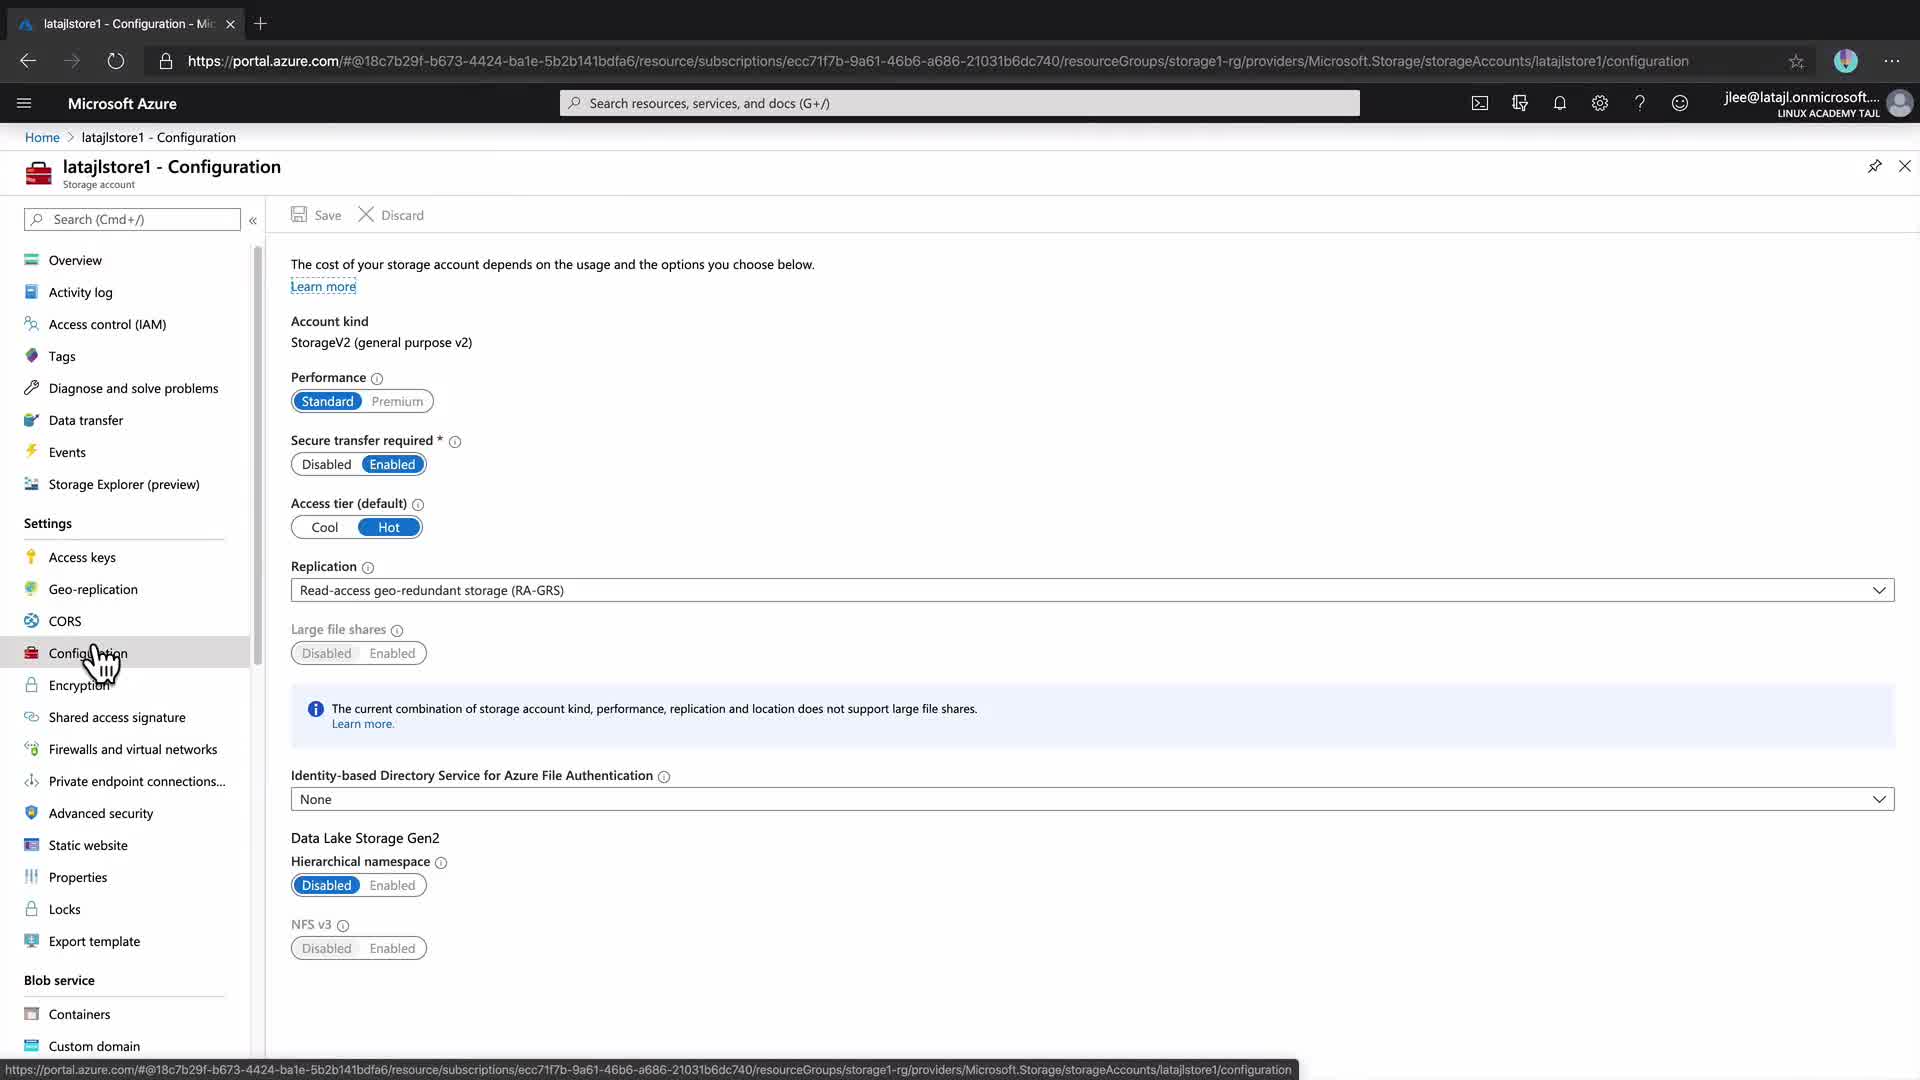 latajlstore1 - Configuration - Mic
https://portal.azure.com/#@18c7b29f-b673-4424-ba1e-5b2b141bdfa6/resource/subscriptions/ecc71f7b-9a61-46b6-a686-21031b6dc740/resourceGroups/storage1-rg/providers/Microsoft.Storage/storageAccounts/latajlstore1/configuration
Microsoft Azure
Search resources, services, and docs (G+/)
jlee@latajl.onmicrosoft....
LINUX ACADEMY TAJL
Home > latajlstore1 - Configuration
latajlstore1 - Configuration
Storage account
Search (Cmd+/)
«
Overview
Activity log
Access control (IAM)
Tags
Diagnose and solve problems
Data transfer
Events
Storage Explorer (preview)
Settings
Access keys
Geo-replication
CORS
Configuration
Encryption
Shared access signature
Firewalls and virtual networks
Private endpoint connections...
Advanced security
Static website
Properties
Locks
Export template
Blob service
Containers
Custom domain
Save
Discard
The cost of your storage account depends on the usage and the options you choose below.
Learn more
Account kind
StorageV2 (general purpose v2)
Performance
Standard Premium
Secure transfer required *
Disabled Enabled
Access tier (default)
Cool Hot
Replication
Read-access geo-redundant storage (RA-GRS)
Large file shares
Disabled Enabled
The current combination of storage account kind, performance, replication and location does not support large file shares.
Learn more.
Identity-based Directory Service for Azure File Authentication
None
Data Lake Storage Gen2
Hierarchical namespace
Disabled Enabled
NFS v3
Disabled Enabled
https://portal.azure.com/#@18c7b29f-b673-4424-ba1e-5b2b141bdfa6/resource/subscriptions/ecc71f7b-9a61-46b6-a686-21031b6dc740/resourceGroups/storage1-rg/providers/Microsoft.Storage/storageAccounts/latajlstore1/configuration